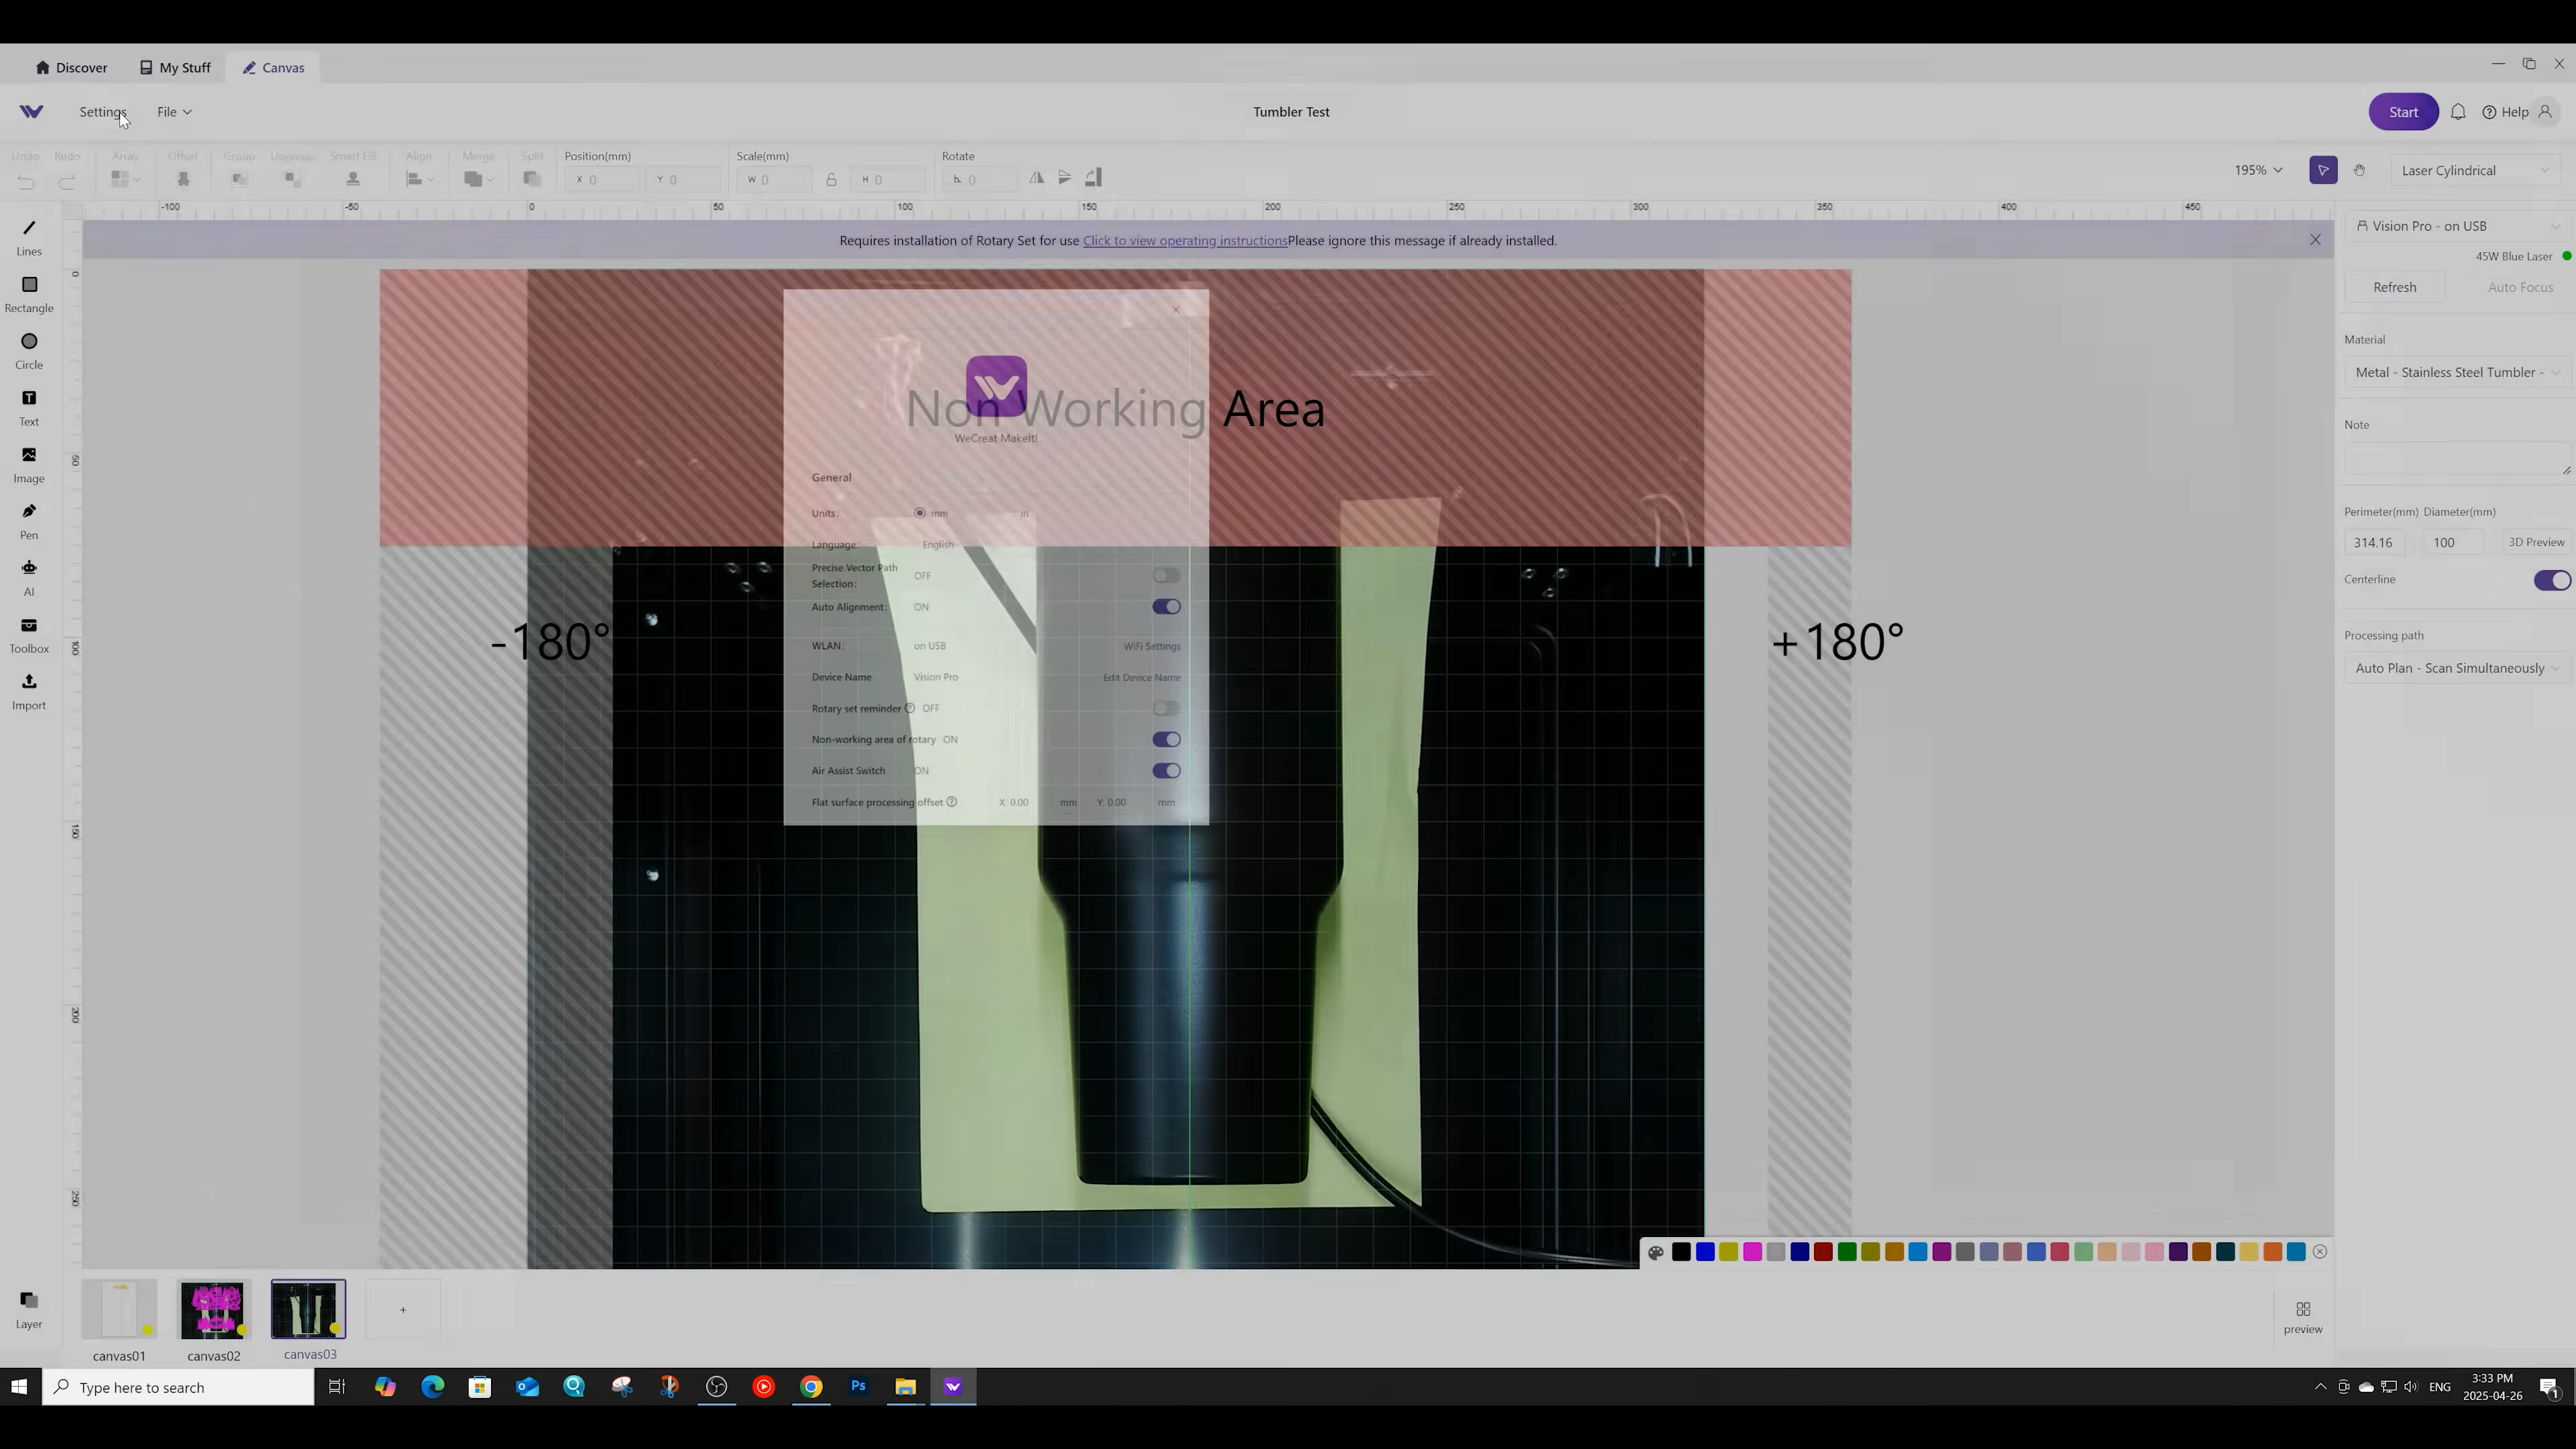 Discover My Stuff Canvas
Settings File Tumbler Test Start Help
Undo Redo Array Offset Group Ungroup Smart Fill Align Merge Split Position(mm) Scale(mm) Rotate
X 0 Y 0 W 0 H 0 0 195% Laser Cylindrical
-100 -50 0 50 100 150 200 250 300 350 400 450
Requires installation of Rotary Set for use Click to view operating instructionsPlease ignore this message if already installed.
Lines
Rectangle
Circle
Text
Image
Pen
AI
Toolbox
Import
Layer
0
50
100
150
200
250
Non Working Area
-180°
+180°
WeCreat MakeIt!
General
Units: mm in
Language: English
Precise Vector Path
Selection: OFF
Auto Alignment: ON
WLAN: on USB WiFi Settings
Device Name Vision Pro Edit Device Name
Rotary set reminder OFF
Non-working area of rotary ON
Air Assist Switch ON
Flat surface processing offset X: 0.00 mm Y: 0.00 mm
Vision Pro - on USB
45W Blue Laser
Refresh Auto Focus
Material
Metal - Stainless Steel Tumbler -
Note
Perimeter(mm) Diameter(mm)
314.16 100 3D Preview
Centerline
Processing path
Auto Plan - Scan Simultaneously
+
canvas01 canvas02 canvas03
preview
Type here to search
Ps
ENG
3:33 PM
2025-04-26
1